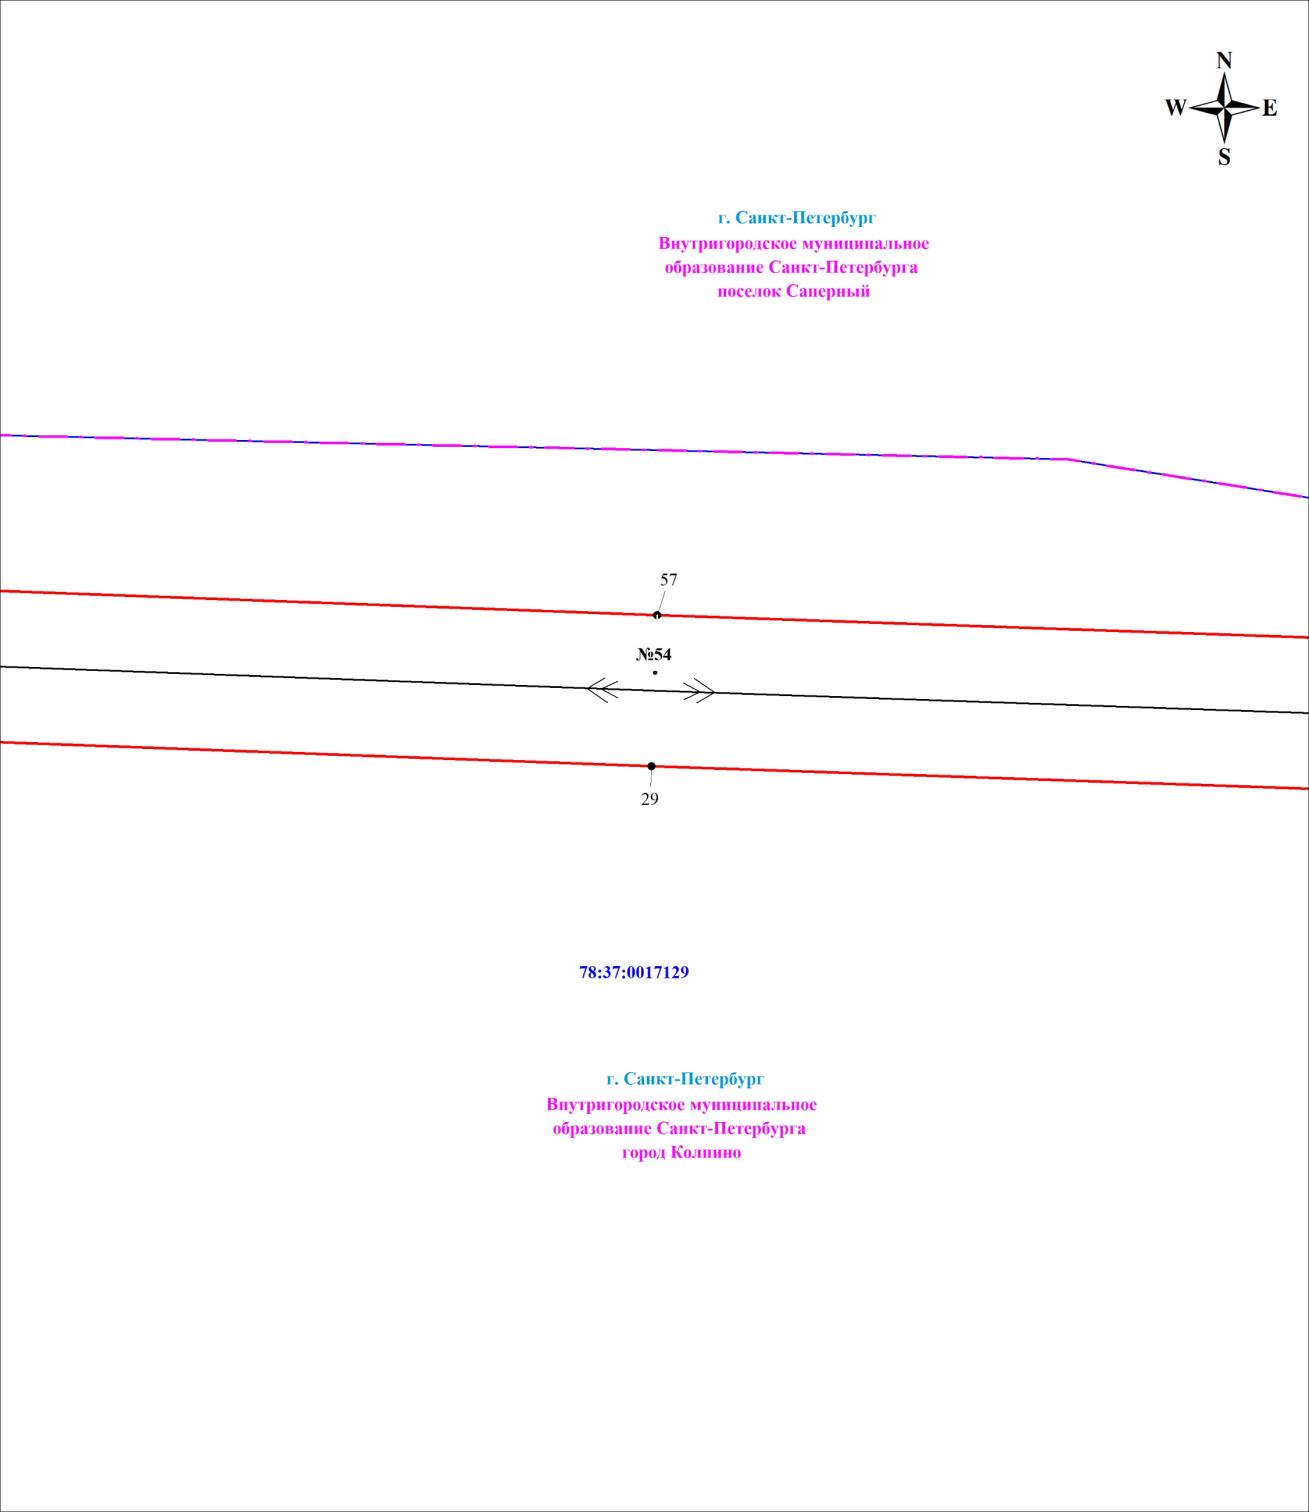 N
W E
S
г. Санкт-Петербург
Внутригородское муниципальное
образование Санкт-Петербурга
поселок Саперный
57
№54
29
78:37:0017129
г. Санкт-Петербург
Внутригородское муниципальное
образование Санкт-Петербурга
город Колпино